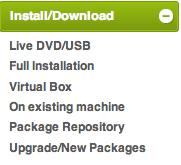 Install/Download
Live DVD/USB
Full Installation
Virtual Box
On existing machine
Package Repository
Upgrade/New Packages